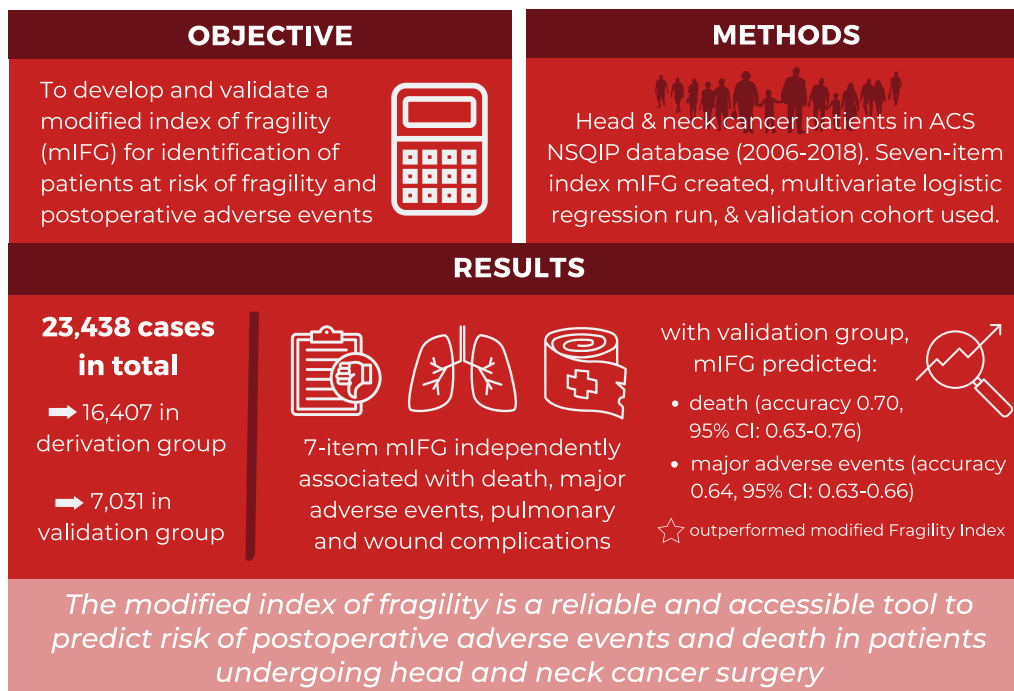 OBJECTIVE
To develop and validate a
modified index of fragility
(mIFG) for identification of
patients at risk of fragility and
postoperative adverse events
METHODS
Head & neck cancer patients in ACS
NSQIP database (2006-2018). Seven-item
index mIFG created, multivariate logistic
regression run, & validation cohort used.
RESULTS
23,438 cases
in total
16,407 in
derivation group
7,031 in
validation group
7-item mIFG independently
associated with death, major
adverse events, pulmonary
and wound complications
with validation group,
mIFG predicted:
• death (accuracy 0.70,
95% CI: 0.63-0.76)
• major adverse events (accuracy
0.64, 95% CI: 0.63-0.66)
outperformed modified Fragility Index
The modified index of fragility is a reliable and accessible tool to
predict risk of postoperative adverse events and death in patients
undergoing head and neck cancer surgery